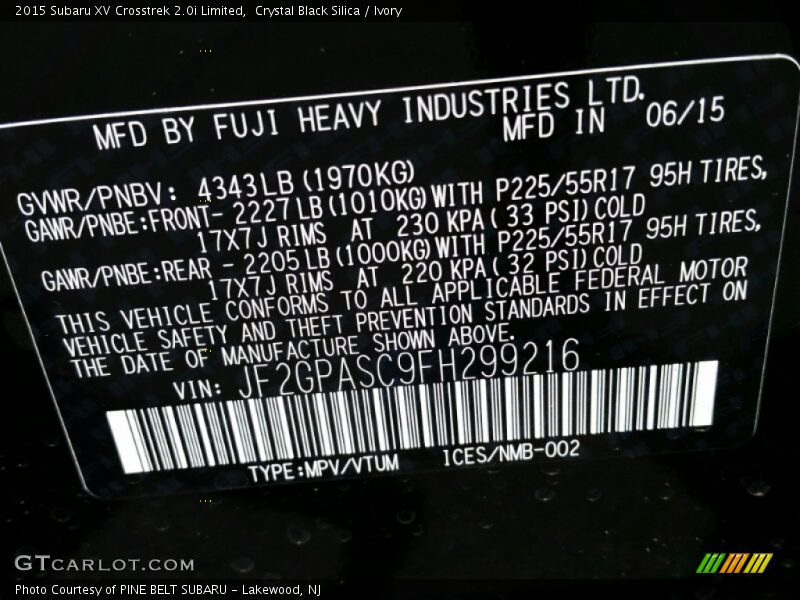 2015 Subaru XV Crosstrek 2.0i Limited,  Crystal Black Silica / Ivory
MFD BY FUJI HEAVY INDUSTRIES LTD.
MFD IN 06/15
GVWR/PNBV: 4343LB (1970KG)
GAWR/PNBE:FRONT- 2227LB (1010KG) WITH P225/55R17 95H TIRES,
17X7J RIMS AT 230 KPA ( 33 PSI) COLD
GAWR/PNBE:REAR - 2205LB (1000KG) WITH P225/55R17 95H TIRES,
17X7J RIMS AT 220 KPA ( 32 PSI) COLD
THIS VEHICLE CONFORMS TO ALL APPLICABLE FEDERAL MOTOR
VEHICLE SAFETY AND THEFT PREVENTION STANDARDS IN EFFECT ON
THE DATE OF MANUFACTURE SHOWN ABOVE.
VIN: JF2GPASC9FH299216
TYPE:MPV/VTUM ICES/NMB-002
GTCARLOT.COM
Photo Courtesy of PINE BELT SUBARU - Lakewood, NJ